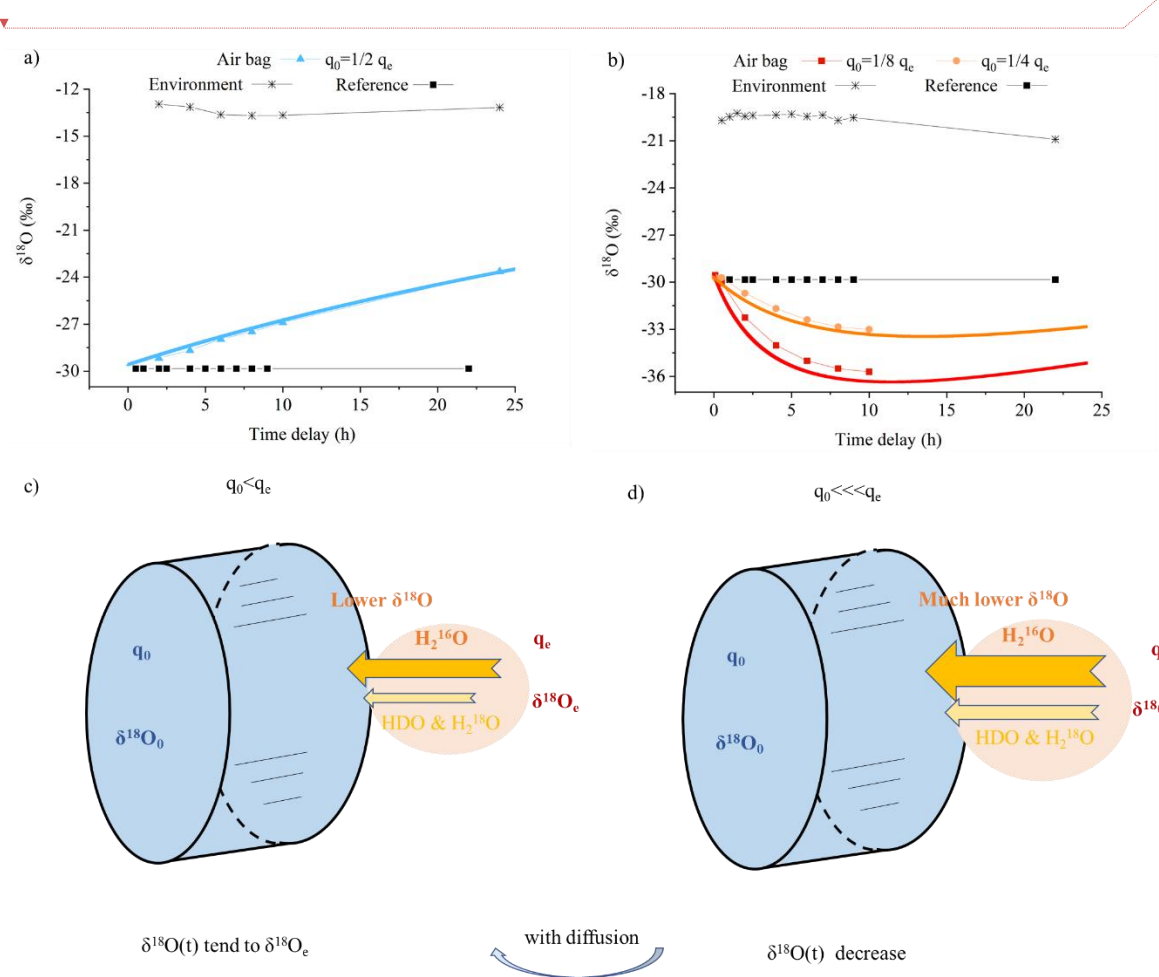 a)
Air bag q₀=1/2 qₑ
Environment Reference
-12
-15
-18
-21
-24
-27
-30
δ¹⁸O (‰)
0 5 10 15 20 25
Time delay (h)
b)
Air bag q₀=1/8 qₑ q₀=1/4 qₑ
Environment Reference
-18
-21
-24
-27
-30
-33
-36
δ¹⁸O (‰)
0 5 10 15 20 25
Time delay (h)
c)
q₀<qₑ
Lower δ¹⁸O
H₂¹⁶O
qₑ
q₀
δ¹⁸Oₑ
HDO & H₂¹⁸O
δ¹⁸O₀
δ¹⁸O(t) tend to δ¹⁸Oₑ
with diffusion
d)
q₀<<<qₑ
Much lower δ¹⁸O
H₂¹⁶O
q
q₀
δ¹⁸
HDO & H₂¹⁸O
δ¹⁸O₀
δ¹⁸O(t) decrease